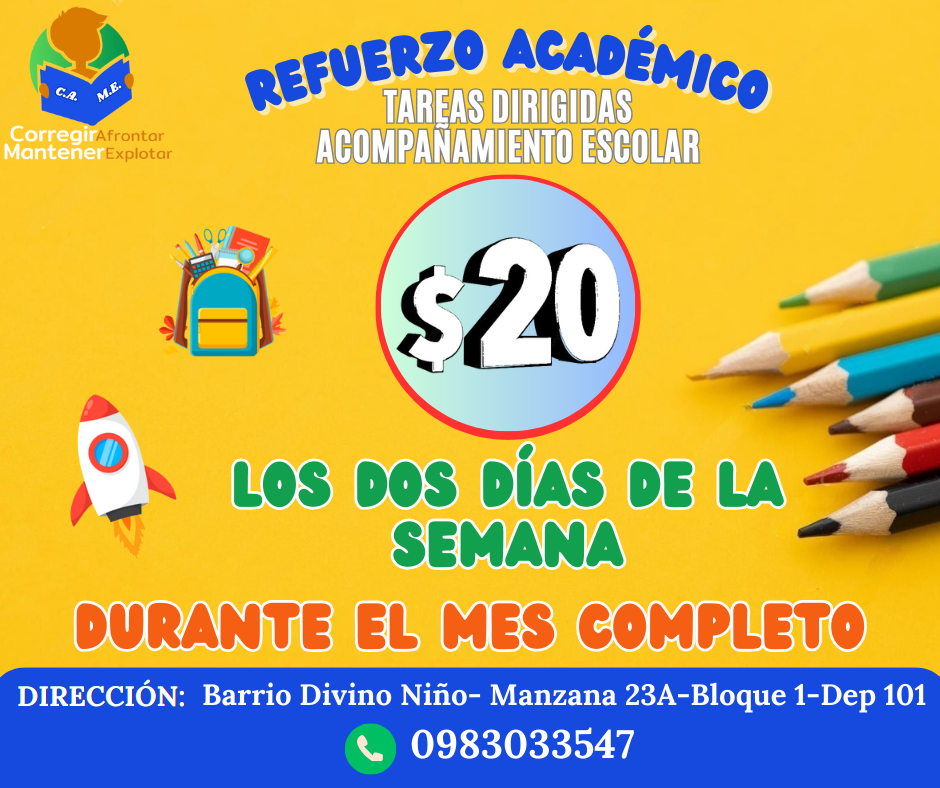 C.A. M.E.
Corregir Afrontar
Mantener Explotar
REFUERZO ACADÉMICO
TAREAS DIRIGIDAS
ACOMPAÑAMIENTO ESCOLAR
$20
LOS DOS DÍAS DE LA
SEMANA
DURANTE EL MES COMPLETO
DIRECCIÓN: Barrio Divino Niño- Manzana 23A-Bloque 1-Dep 101
0983033547